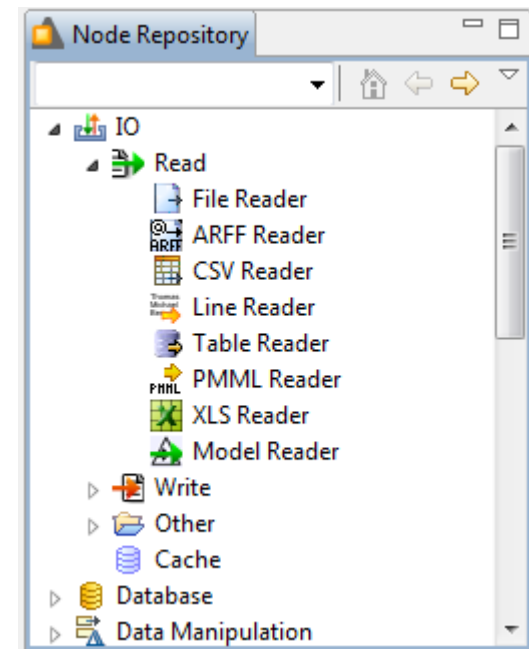 Node Repository
IO
Read
File Reader
ARFF Reader
CSV Reader
Line Reader
Table Reader
PMML Reader
XLS Reader
Model Reader
Write
Other
Cache
Database
Data Manipulation